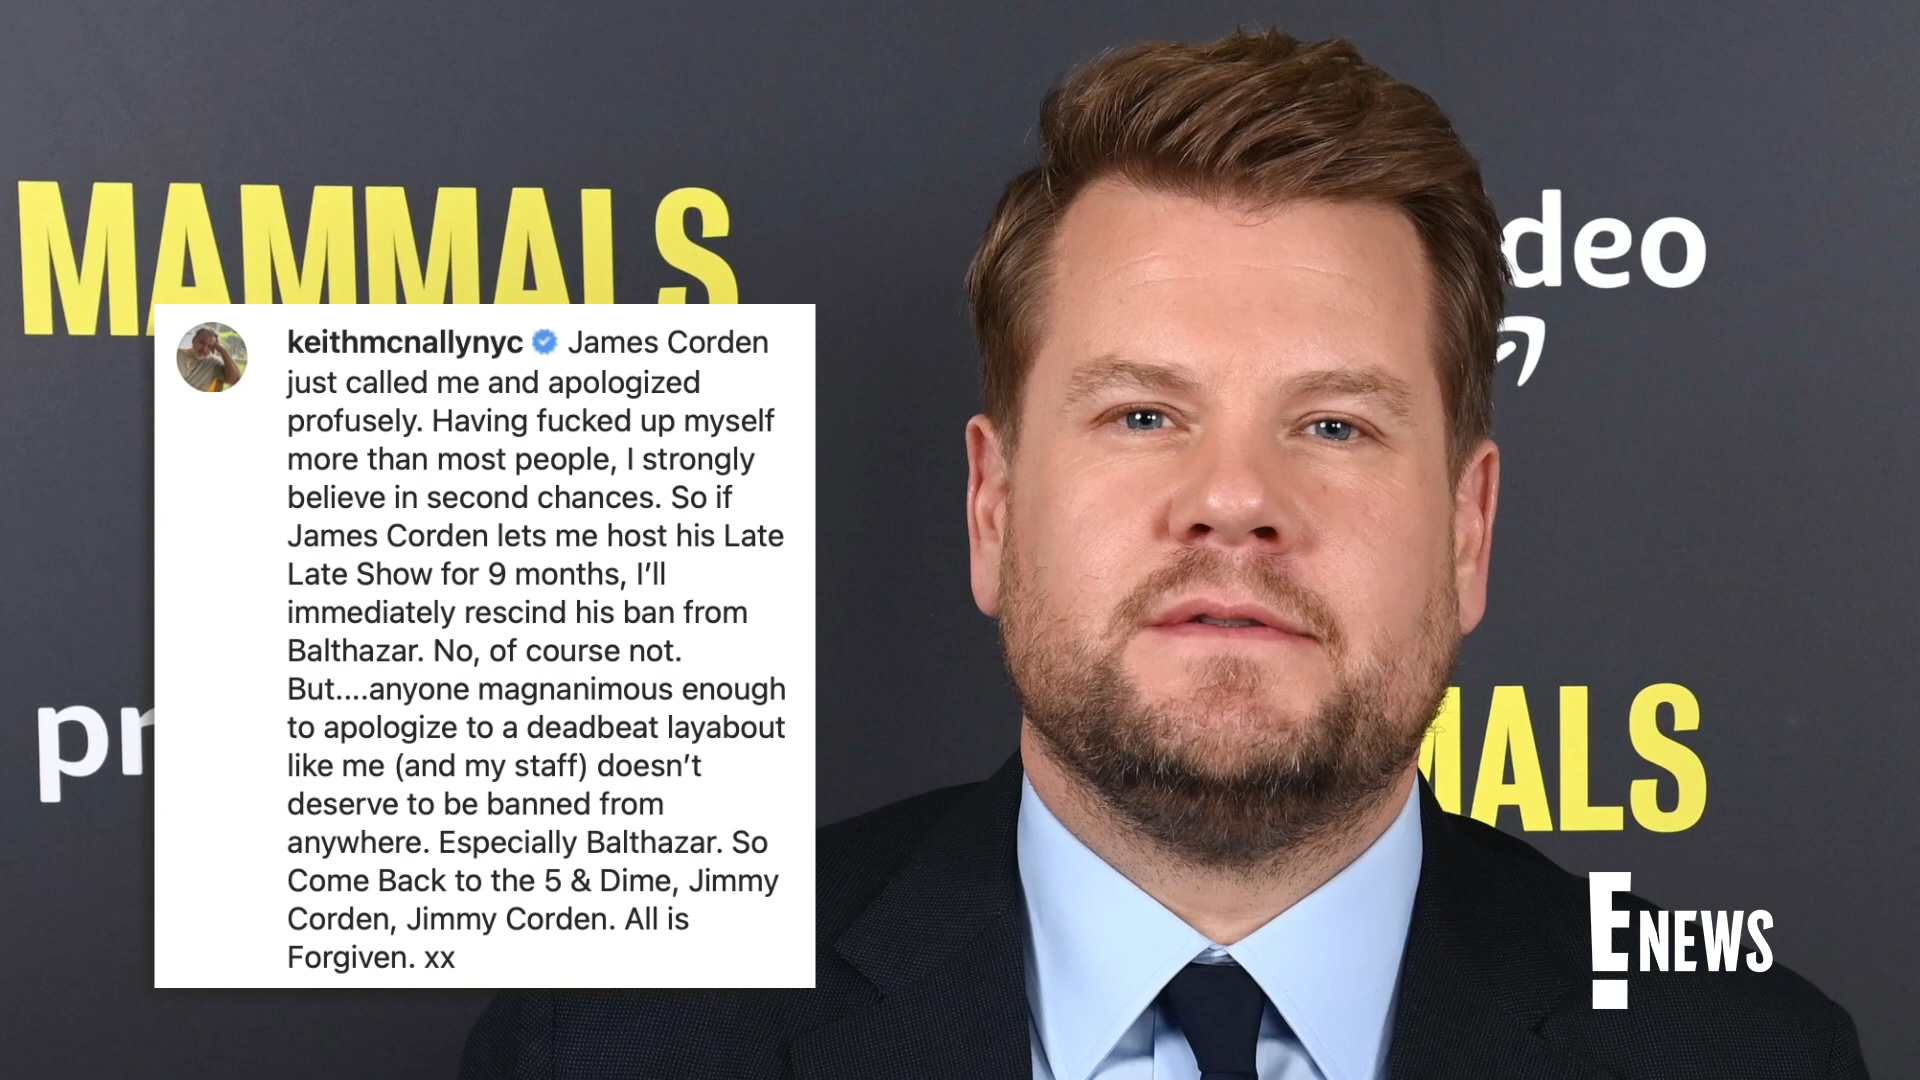 MAMMALS
deo
keithmcnallynyc James Corden
just called me and apologized
profusely. Having fucked up myself
more than most people, I strongly
believe in second chances. So if
James Corden lets me host his Late
Late Show for 9 months, I'll
immediately rescind his ban from
Balthazar. No, of course not.
But....anyone magnanimous enough
to apologize to a deadbeat layabout
like me (and my staff) doesn't
deserve to be banned from
anywhere. Especially Balthazar. So
Come Back to the 5 & Dime, Jimmy
Corden, Jimmy Corden. All is
Forgiven. xx
pr
MALS
E NEWS